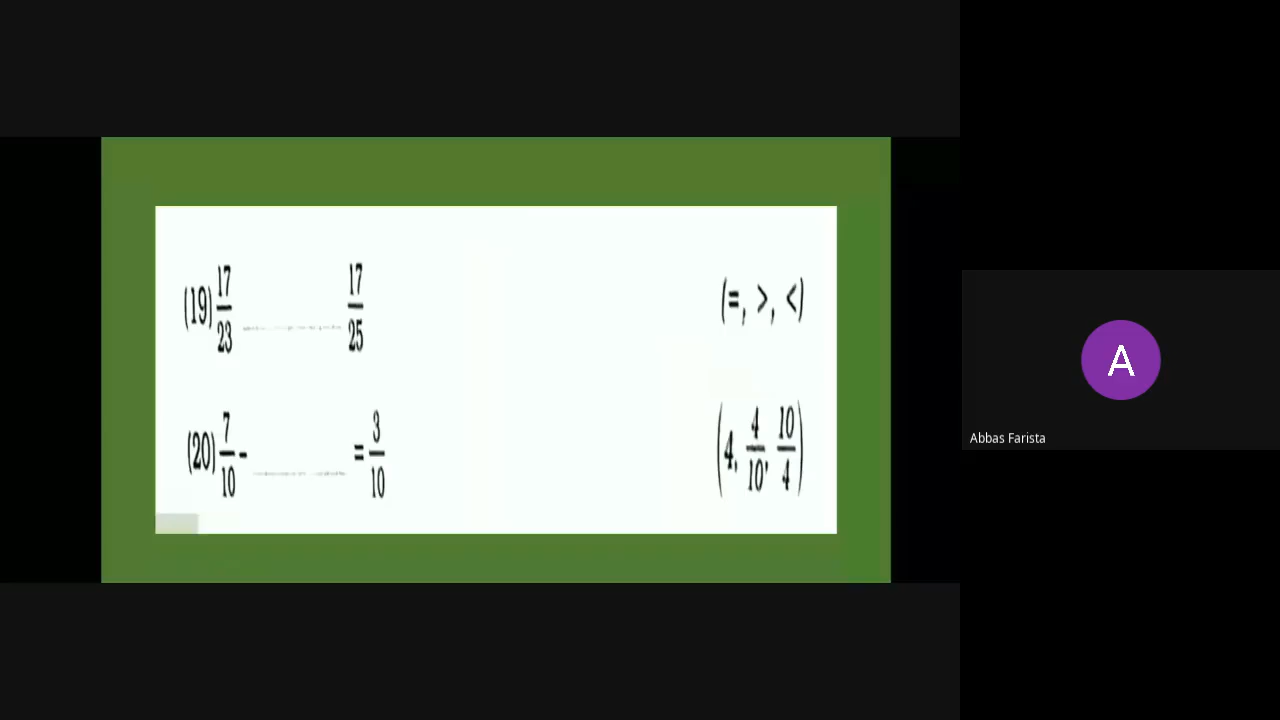 (19) 17/23 .......... 17/25 (=, >, <)
(20) 7/10 - .......... = 3/10 (4, 4/10, 10/4)
A
Abbas Farista